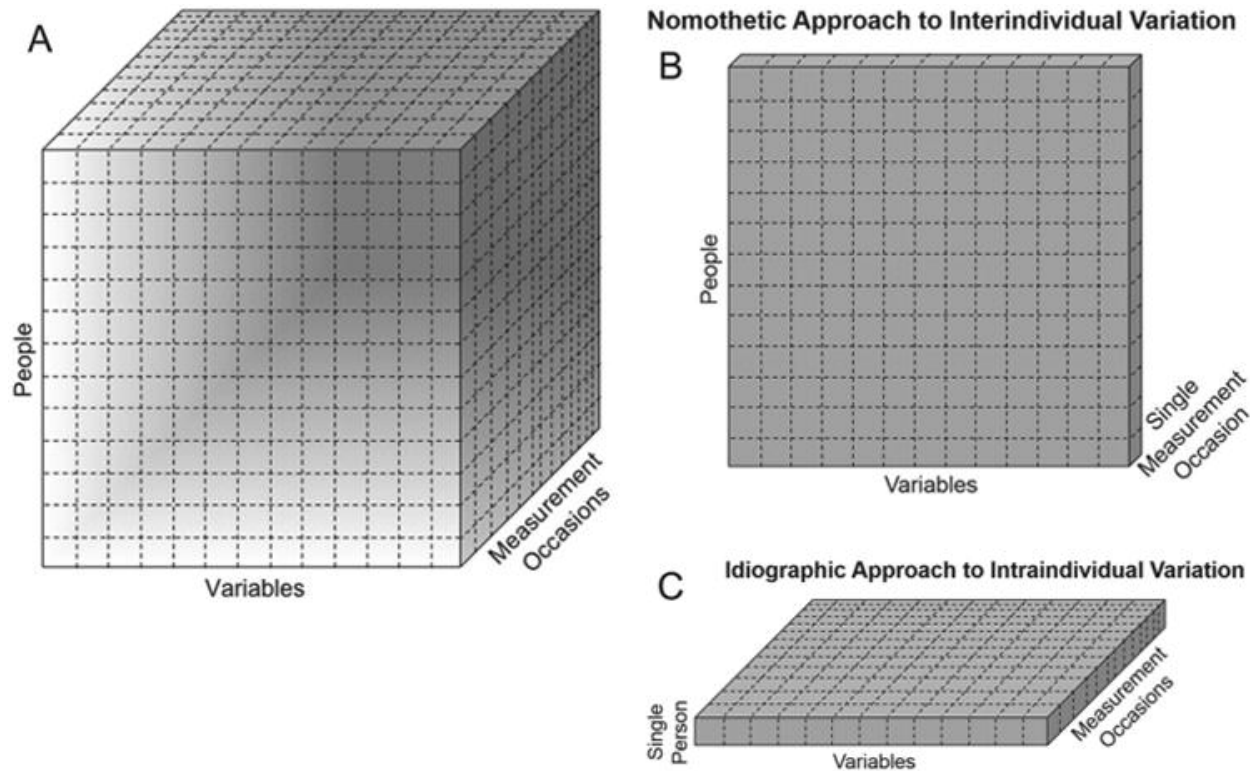 A
People
Variables
Measurement
Occasions
Nomothetic Approach to Interindividual Variation
B
People
Variables
Single
Measurement
Occasion
C
Idiographic Approach to Intraindividual Variation
Single
Person
Variables
Measurement
Occasions